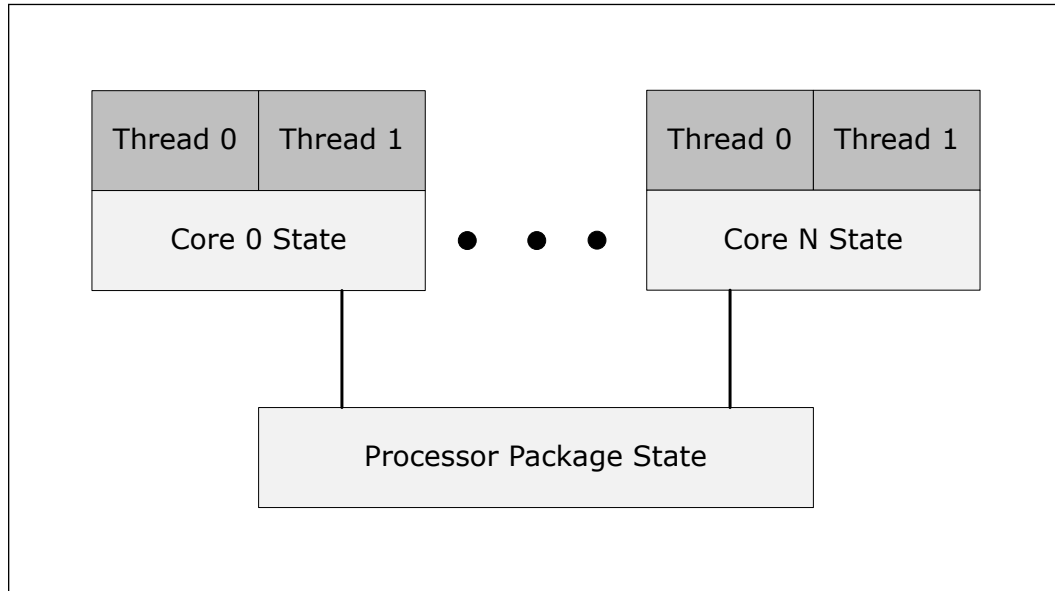 Thread 0 Thread 1 Thread 0 Thread 1
Core 0 State Core N State
Processor Package State